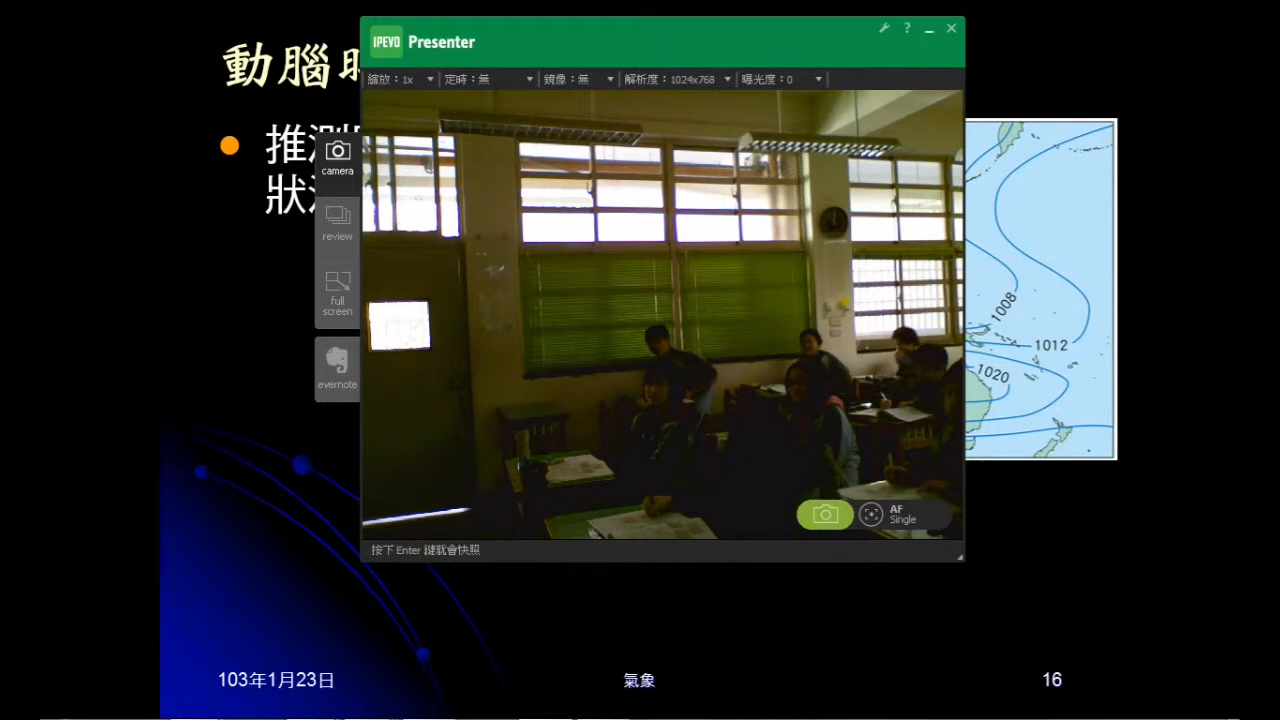 IPEVO Presenter
縮放：1x 定時：無 鏡像：無 解析度：1024x768 曝光度：0
動腦
推測
狀
camera
review
full
screen
evernote
1008
1012
1020
AF
Single
按下 Enter 鍵就會快照
103年1月23日 氣象 16